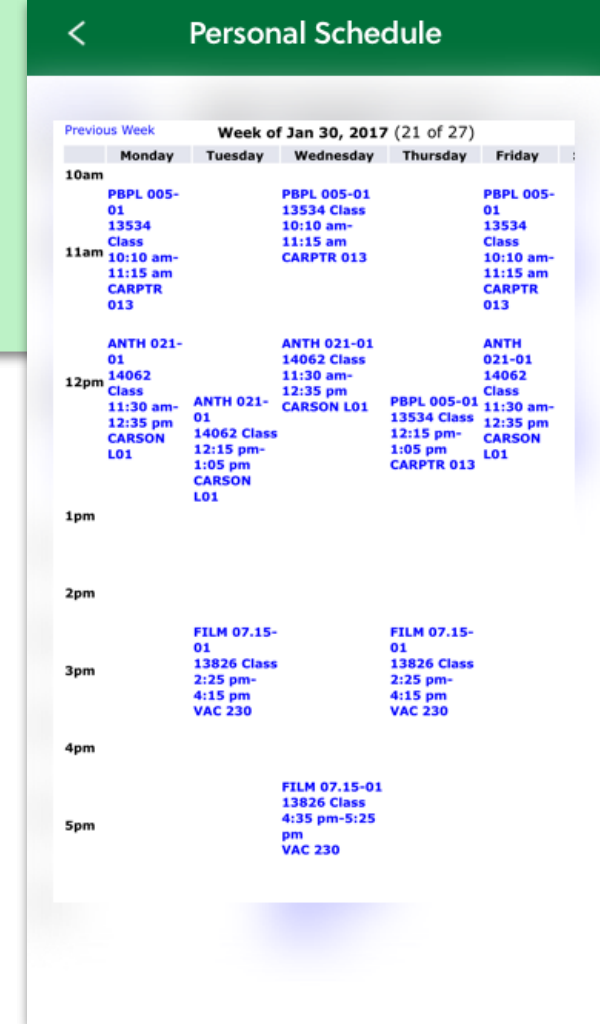 Personal Schedule
Previous Week
Week of Jan 30, 2017 (21 of 27)
Monday Tuesday Wednesday Thursday Friday
10am
PBPL 005-
01
13534
Class
10:10 am-
11:15 am
CARPTR
013
PBPL 005-01
13534 Class
10:10 am-
11:15 am
CARPTR 013
PBPL 005-
01
13534
Class
10:10 am-
11:15 am
CARPTR
013
11am
ANTH 021-
01
14062
Class
11:30 am-
12:35 pm
CARSON
L01
ANTH 021-01
14062 Class
11:30 am-
12:35 pm
CARSON L01
ANTH
021-01
14062
Class
11:30 am-
12:35 pm
CARSON
L01
12pm
ANTH 021-
01
14062 Class
12:15 pm-
1:05 pm
CARSON
L01
PBPL 005-01
13534 Class
12:15 pm-
1:05 pm
CARPTR 013
1pm
2pm
FILM 07.15-
01
13826 Class
2:25 pm-
4:15 pm
VAC 230
FILM 07.15-
01
13826 Class
2:25 pm-
4:15 pm
VAC 230
3pm
4pm
FILM 07.15-01
13826 Class
4:35 pm-5:25
pm
VAC 230
5pm